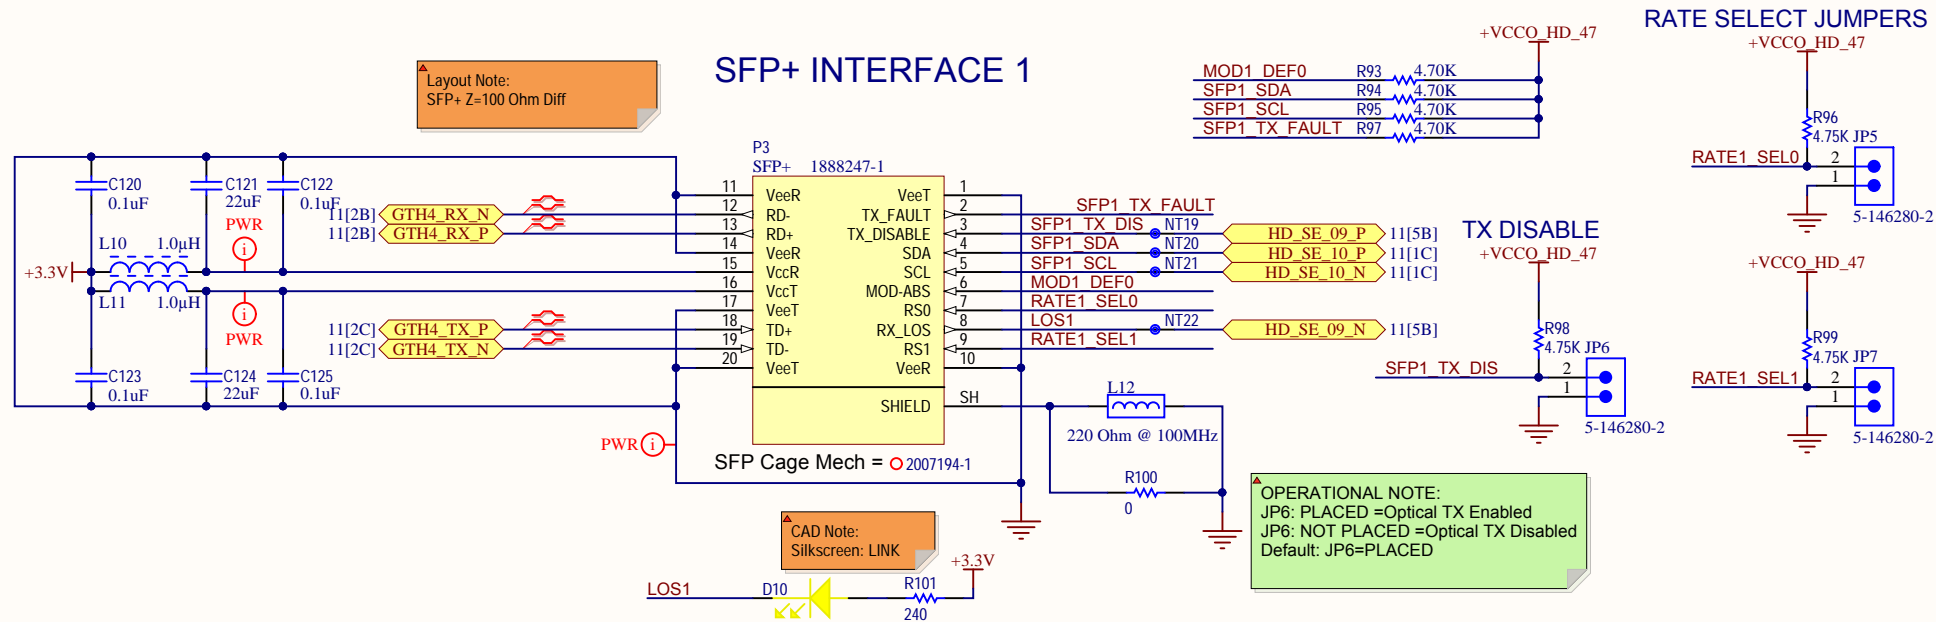 RATE SELECT JUMPERS
SFP+ INTERFACE 1
Layout Note:
SFP+ Z=100 Ohm Diff
+VCCO_HD_47
MOD1_DEF0 R93 4.70K
SFP1_SDA R94 4.70K
SFP1_SCL R95 4.70K
SFP1_TX_FAULT R97 4.70K
+VCCO_HD_47
R96
4.75K JP5
RATE1_SEL0 2
1
5-146280-2
P3
SFP+ 1888247-1
C120
0.1uF
C121
22uF
C122
0.1uF
11[2B] GTH4_RX_N
11[2B] GTH4_RX_P
PWR
i
L10 1.0µH
+3.3V
L11 1.0µH
i
PWR
11[2C] GTH4_TX_P
11[2C] GTH4_TX_N
C123
0.1uF
C124
22uF
C125
0.1uF
11 VeeR VeeT 1
12 RD- TX_FAULT 2 SFP1_TX_FAULT
13 RD+ TX_DISABLE 3 SFP1_TX_DIS NT19 HD_SE_09_P 11[5B]
14 VeeR SDA 4 SFP1_SDA NT20 HD_SE_10_P 11[1C]
15 VccR SCL 5 SFP1_SCL NT21 HD_SE_10_N 11[1C]
16 VccT MOD-ABS 6 MOD1_DEF0
17 VeeT RS0 7 RATE1_SEL0
18 TD+ RX_LOS 8 LOS1 NT22 HD_SE_09_N 11[5B]
19 TD- RS1 9 RATE1_SEL1
20 VeeT VeeR 10
SHIELD SH
PWR i
SFP Cage Mech = 2007194-1
L12
220 Ohm @ 100MHz
R100
0
TX DISABLE
+VCCO_HD_47
R98
4.75K JP6
SFP1_TX_DIS 2
1
5-146280-2
+VCCO_HD_47
R99
4.75K JP7
RATE1_SEL1 2
1
5-146280-2
OPERATIONAL NOTE:
JP6: PLACED =Optical TX Enabled
JP6: NOT PLACED =Optical TX Disabled
Default: JP6=PLACED
CAD Note:
Silkscreen: LINK
+3.3V
LOS1 D10 R101
240